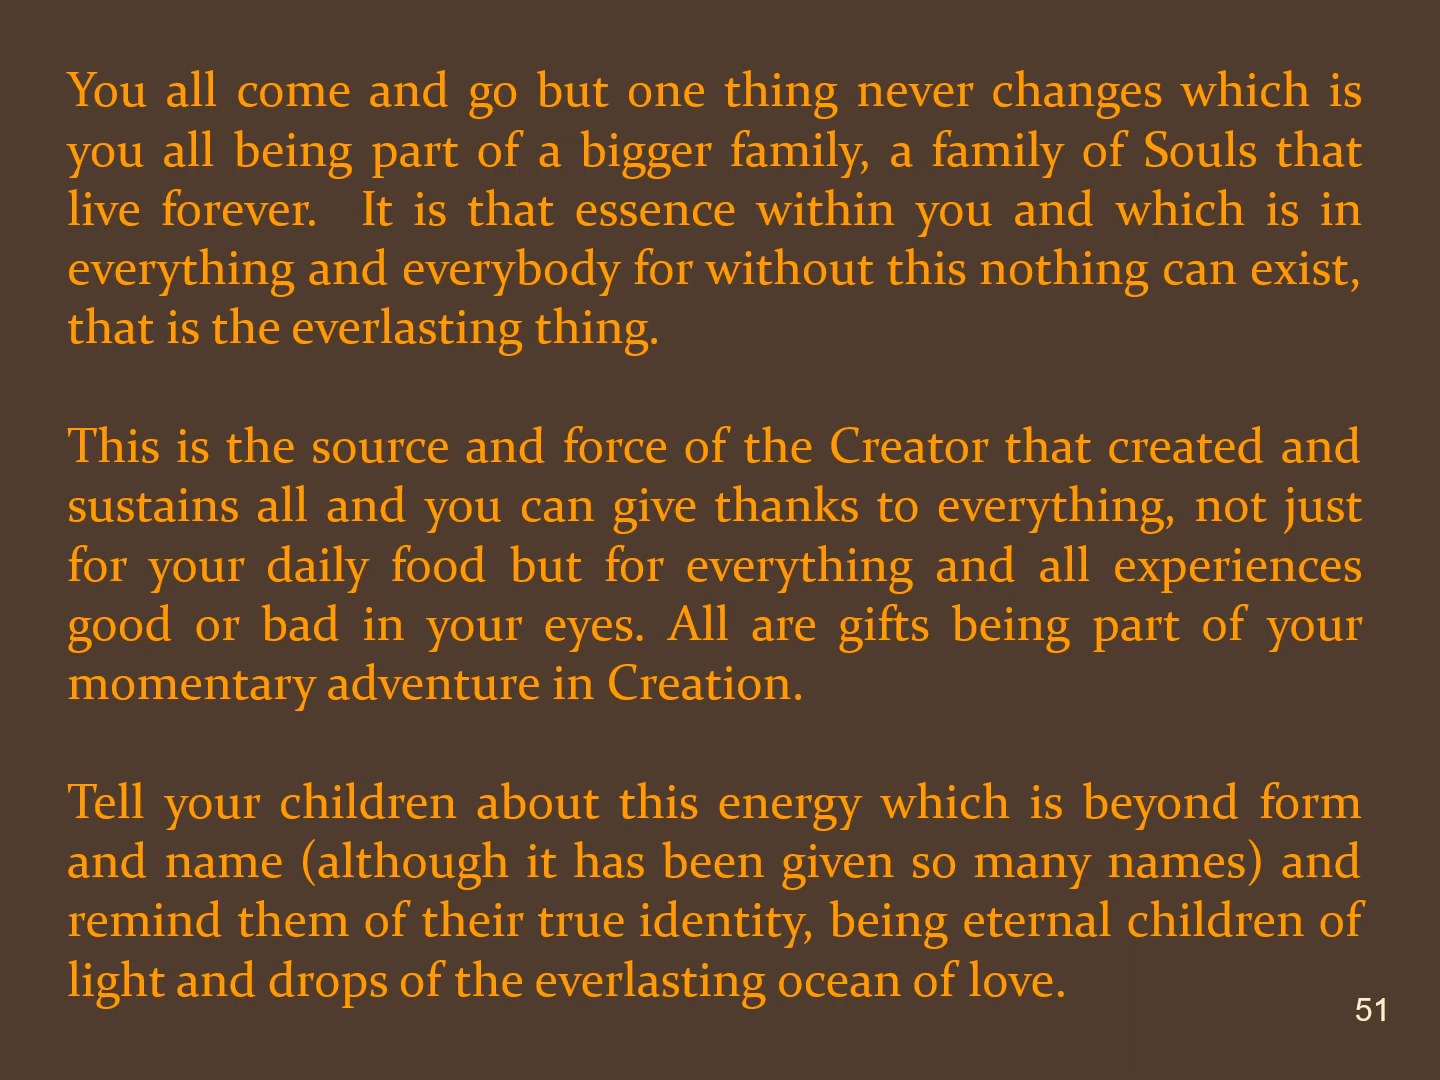 You all come and go but one thing never changes which is
you all being part of a bigger family, a family of Souls that
live forever.  It is that essence within you and which is in
everything and everybody for without this nothing can exist,
that is the everlasting thing.
This is the source and force of the Creator that created and
sustains all and you can give thanks to everything, not just
for your daily food but for everything and all experiences
good or bad in your eyes. All are gifts being part of your
momentary adventure in Creation.
Tell your children about this energy which is beyond form
and name (although it has been given so many names) and
remind them of their true identity, being eternal children of
light and drops of the everlasting ocean of love.
51